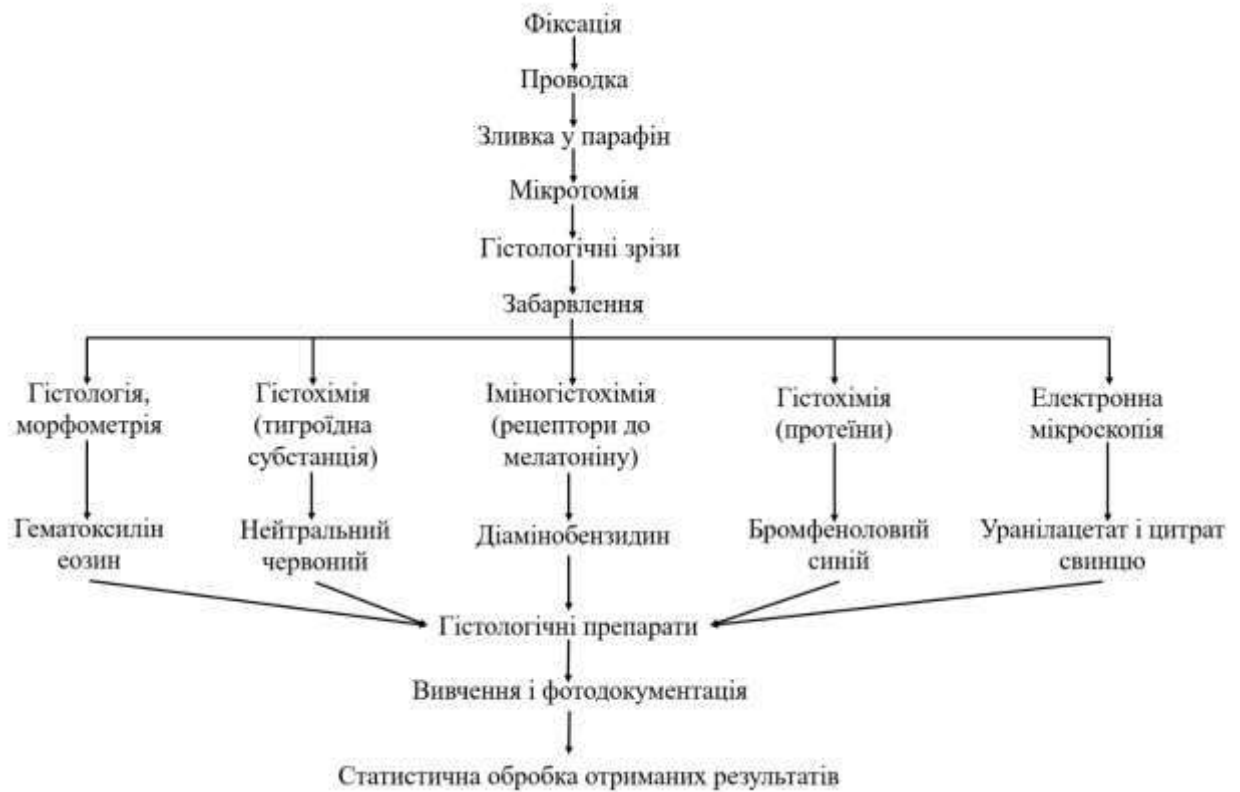 Фіксація
Проводка
Зливка у парафін
Мікротомія
Гістологічні зрізи
Забарвлення
Гістологія,
морфометрія
Гістохімія
(тигроїдна
субстанція)
Іміногістохімія
(рецептори до
мелатоніну)
Гістохімія
(протеїни)
Електронна
мікроскопія
Гематоксилін
еозин
Нейтральний
червоний
Діамінобензидин
Бромфеноловий
синій
Уранілацетат і цитрат
свинцю
Гістологічні препарати
Вивчення і фотодокументація
Статистична обробка отриманих результатів